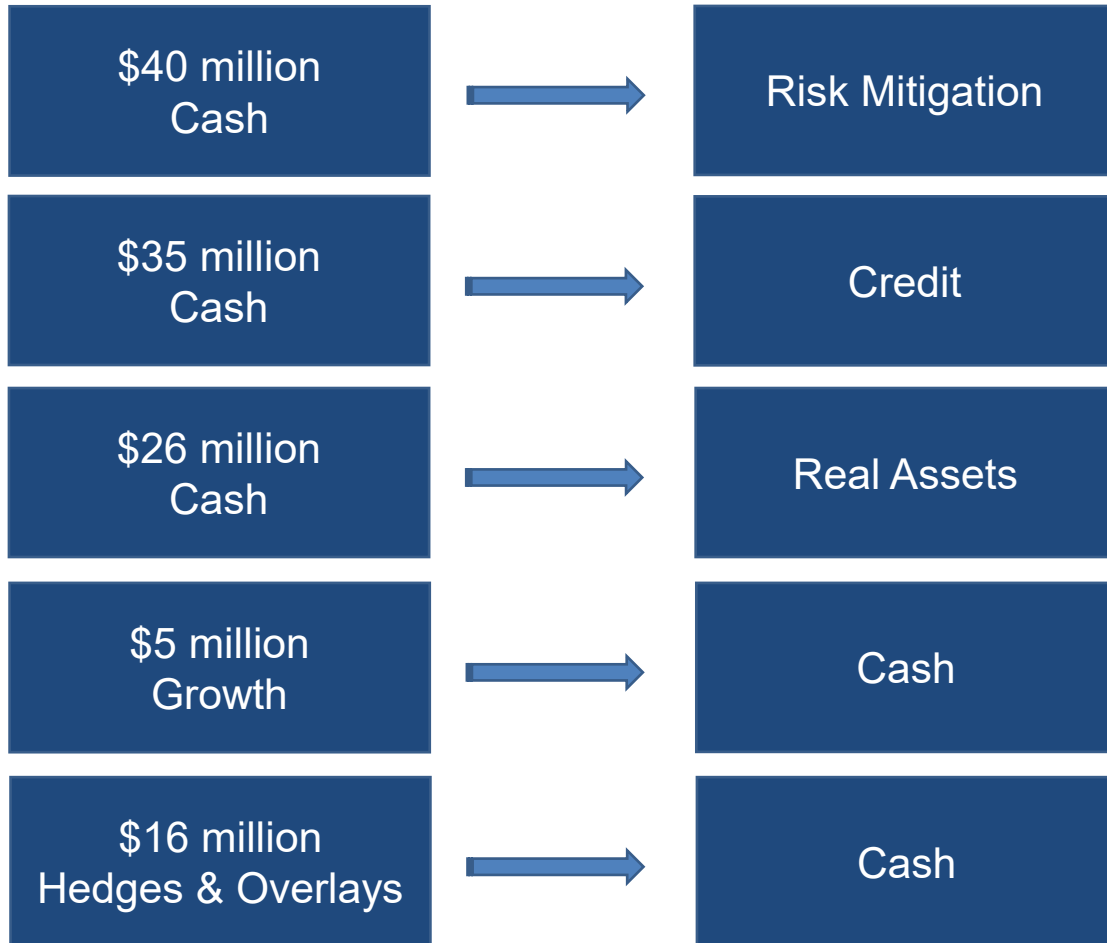 $40 million
Cash
Risk Mitigation
$35 million
Cash
Credit
$26 million
Cash
Real Assets
$5 million
Growth
Cash
$16 million
Hedges & Overlays
Cash